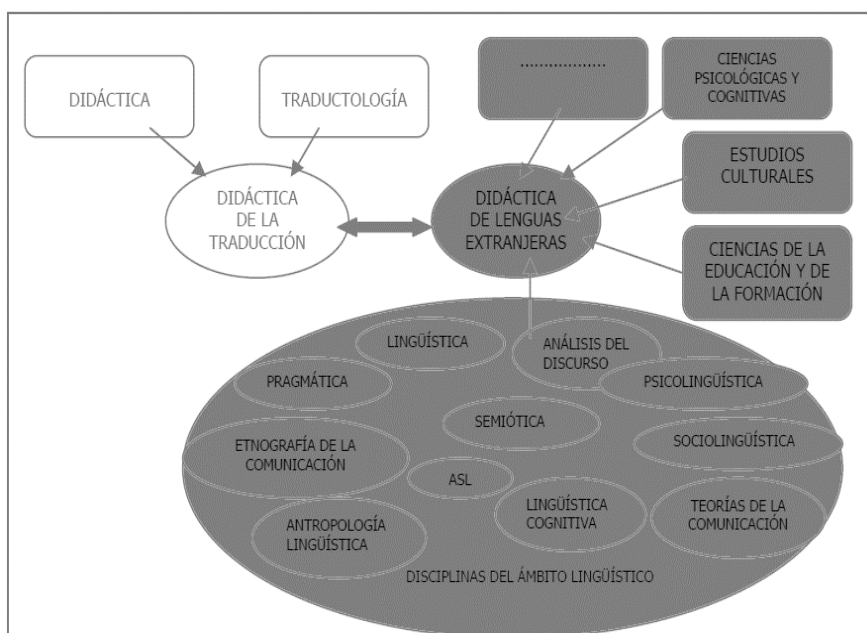 DIDÁCTICA
TRADUCTOLOGÍA
..................
CIENCIAS
PSICOLÓGICAS Y
COGNITIVAS
ESTUDIOS
CULTURALES
DIDÁCTICA
DE LA
TRADUCCIÓN
DIDÁCTICA
DE LENGUAS
EXTRANJERAS
CIENCIAS DE LA
EDUCACIÓN Y DE
LA FORMACIÓN
LINGÜÍSTICA
ANÁLISIS DEL
DISCURSO
PRAGMÁTICA
PSICOLINGÜÍSTICA
SEMIÓTICA
ETNOGRAFÍA DE LA
COMUNICACIÓN
SOCIOLINGÜÍSTICA
ASL
LINGÜÍSTICA
COGNITIVA
TEORÍAS DE LA
COMUNICACIÓN
ANTROPOLOGÍA
LINGÜÍSTICA
DISCIPLINAS DEL ÁMBITO LINGÜÍSTICO